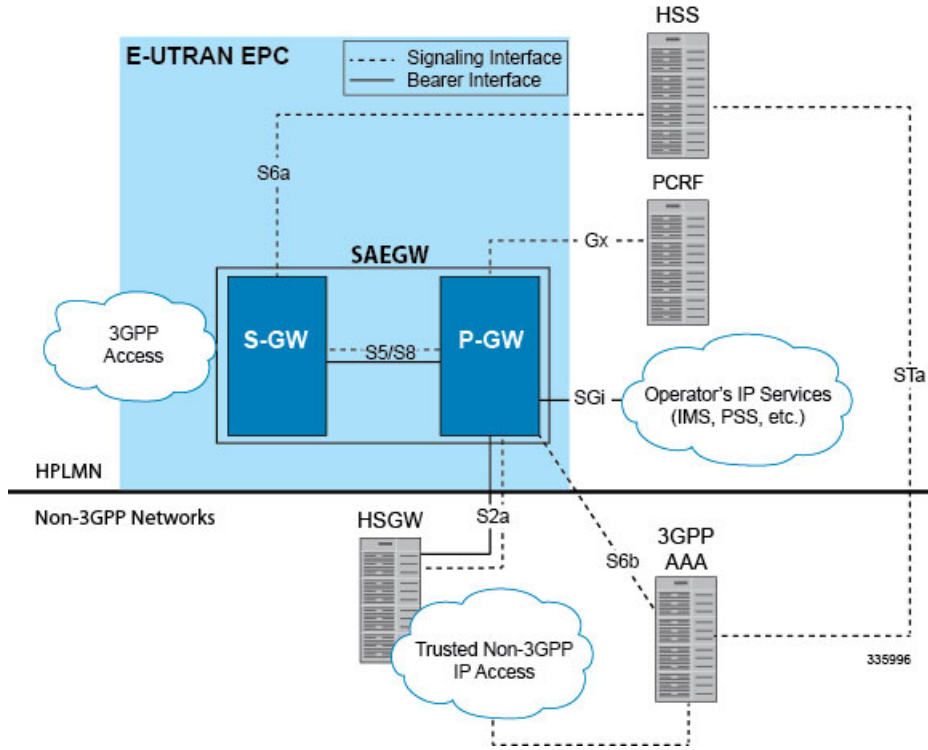 HSS
E-UTRAN EPC
Signaling Interface
Bearer Interface
S6a
PCRF
Gx
SAEGW
3GPP
Access
S-GW
P-GW
S5/S8
STa
SGi
Operator's IP Services
(IMS, PSS, etc.)
HPLMN
Non-3GPP Networks
S2a
HSGW
3GPP
AAA
S6b
Trusted Non-3GPP
IP Access
335996